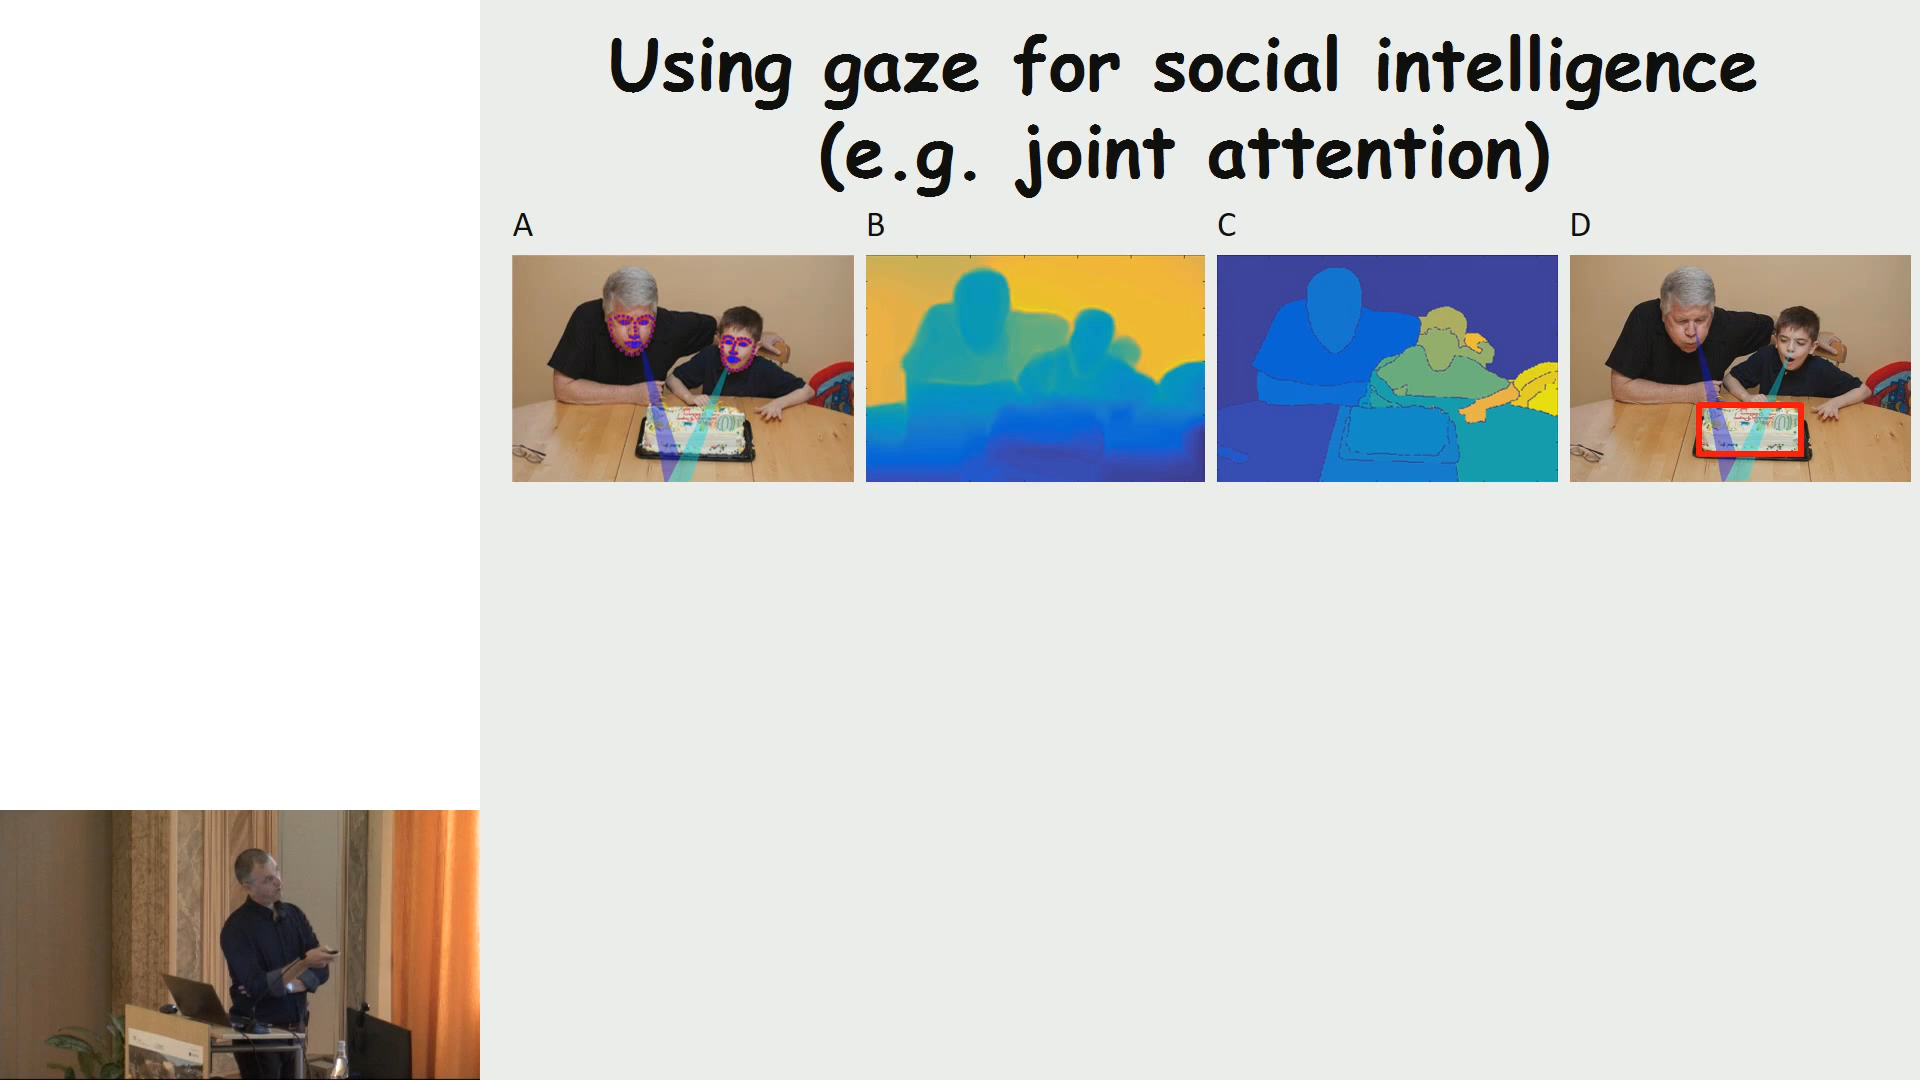 Using gaze for social intelligence
(e.g. joint attention)
A
B
C
D